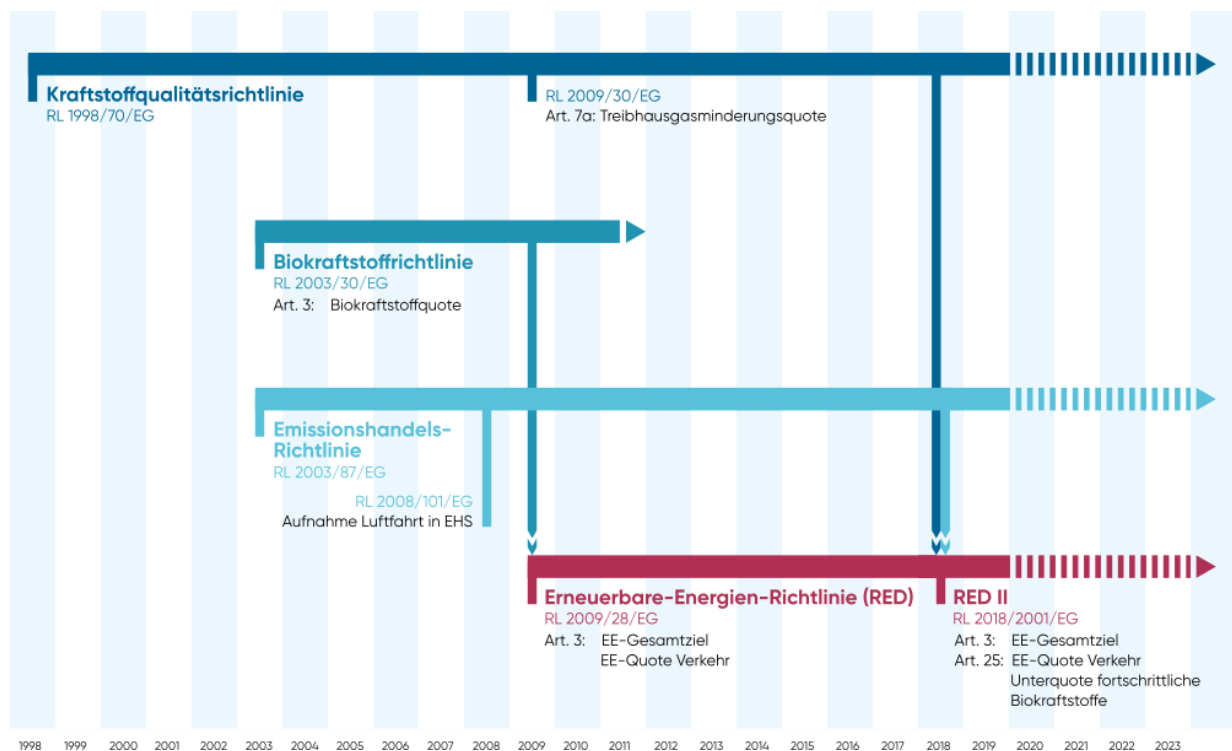 Kraftstoffqualitätsrichtlinie
RL 1998/70/EG
RL 2009/30/EG
Art. 7a: Treibhausgasminderungsquote
Biokraftstoffrichtlinie
RL 2003/30/EG
Art. 3: Biokraftstoffquote
Emissionshandels-
Richtlinie
RL 2003/87/EG
RL 2008/101/EG
Aufnahme Luftfahrt in EHS
Erneuerbare-Energien-Richtlinie (RED)
RL 2009/28/EG
Art. 3: EE-Gesamtziel
EE-Quote Verkehr
RED II
RL 2018/2001/EG
Art. 3: EE-Gesamtziel
Art. 25: EE-Quote Verkehr
Unterquote fortschrittliche
Biokraftstoffe
1998 1999 2000 2001 2002 2003 2004 2005 2006 2007 2008 2009 2010 2011 2012 2013 2014 2015 2016 2017 2018 2019 2020 2021 2022 2023